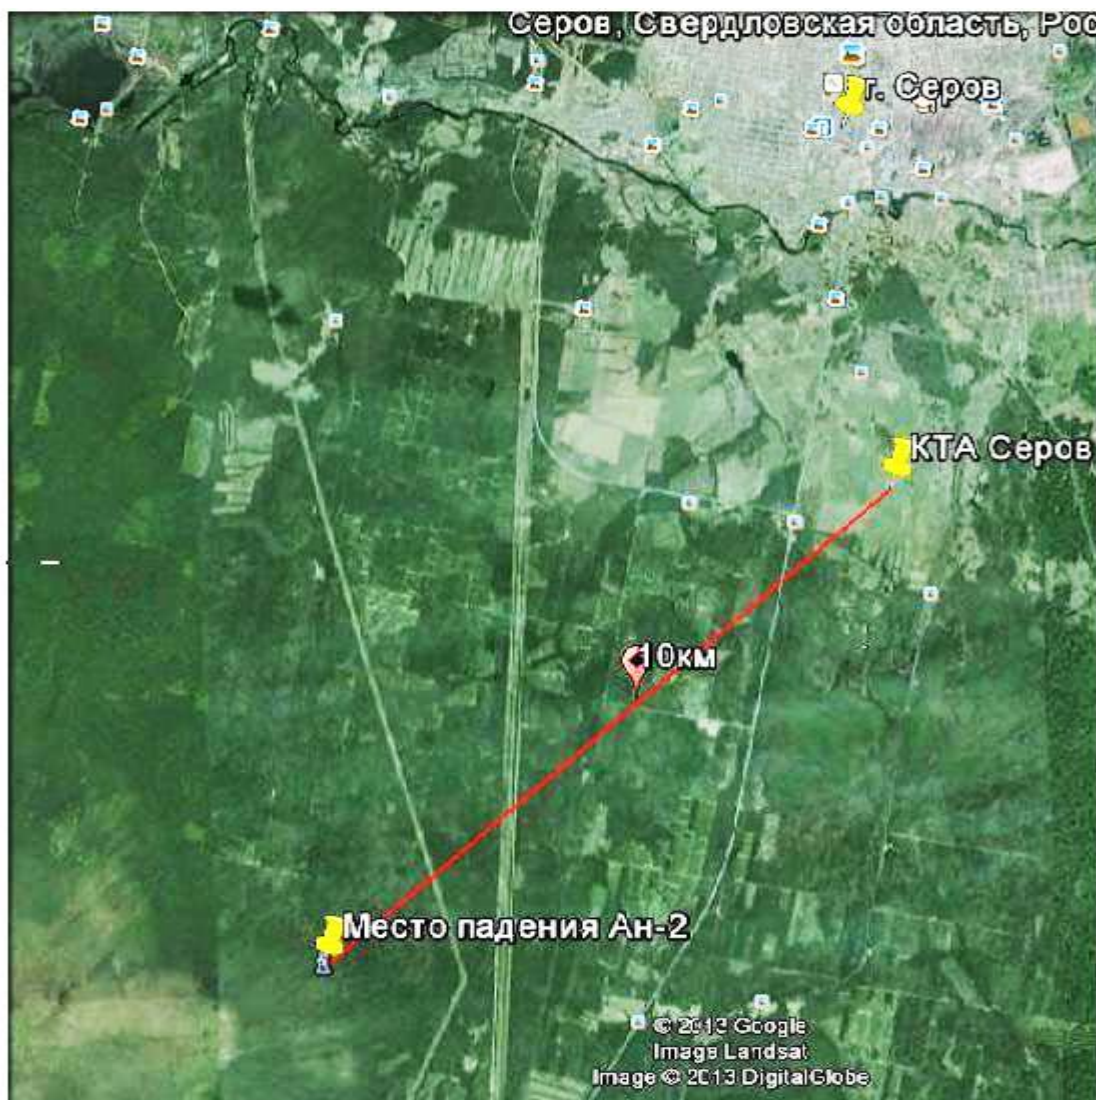 Серов, Свердловская область, Рос
г. Серов
КТА Серов
10км
Место падения Ан-2
© 2013 Google
Image Landsat
Image © 2013 DigitalGlobe